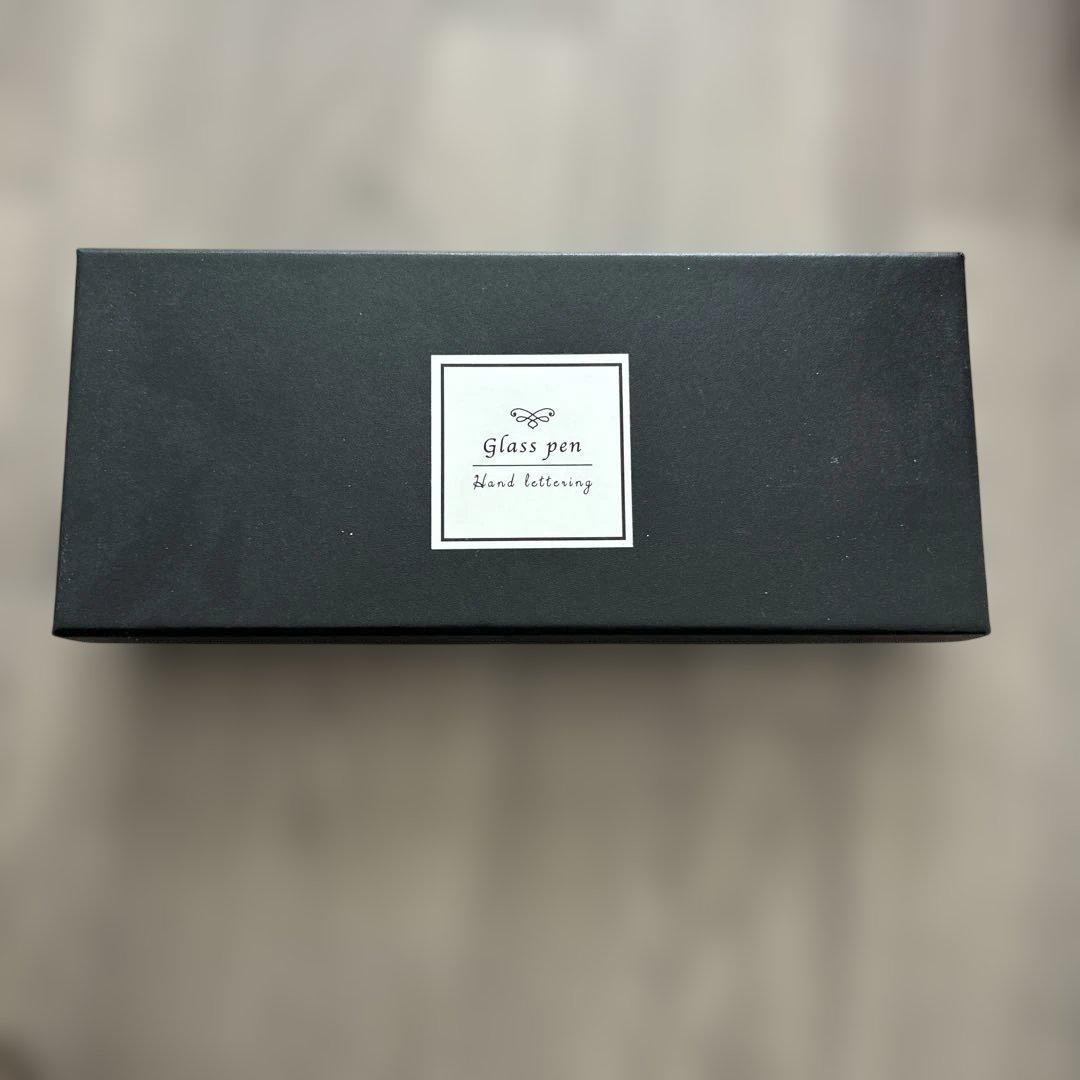 Glass pen
Hand lettering